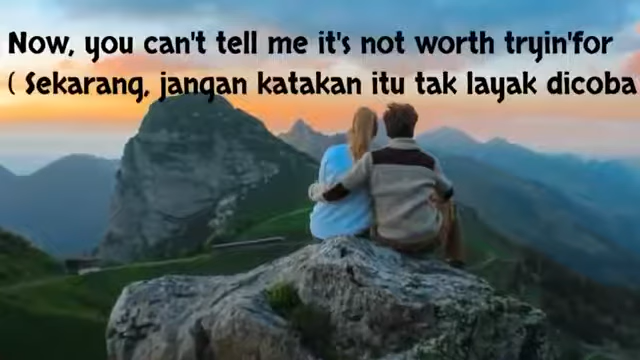 Now, you can't tell me it's not worth tryin'for
( Sekarang, jangan katakan itu tak layak dicoba